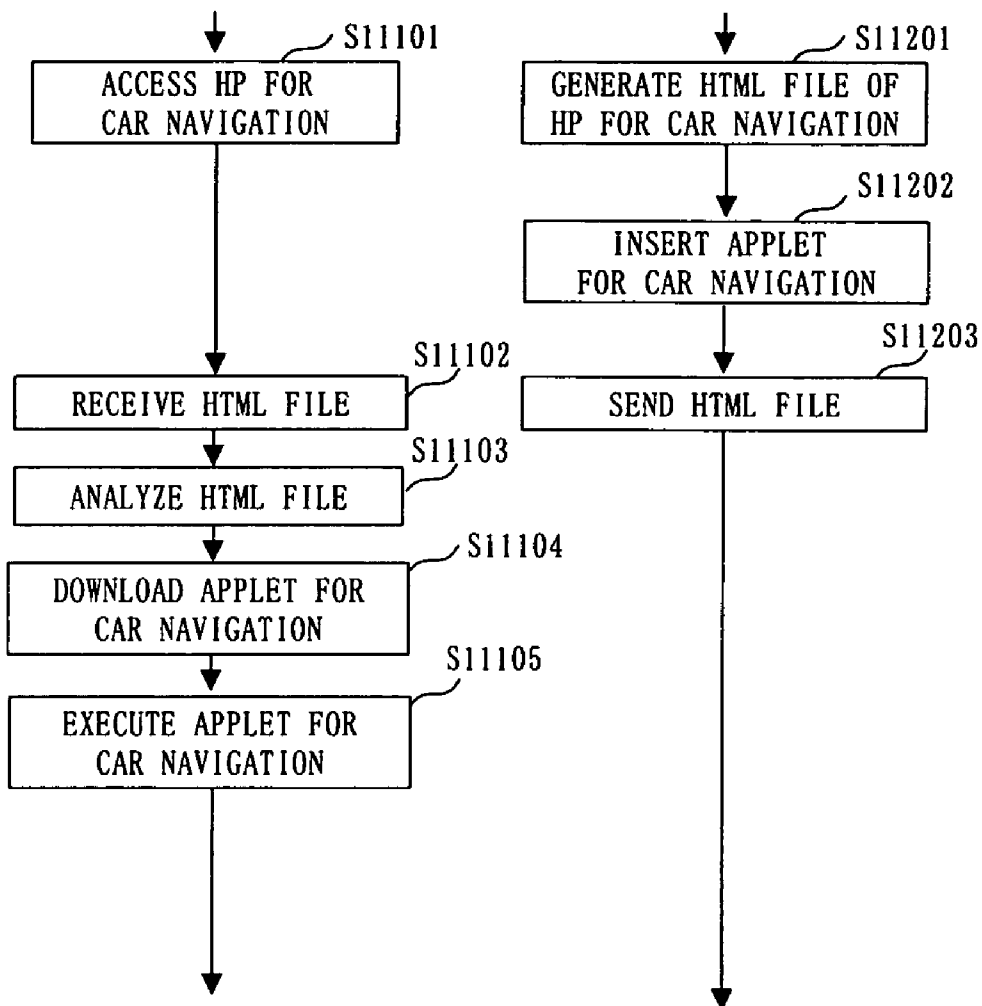 S11101
ACCESS HP FOR
CAR NAVIGATION
S11102
RECEIVE HTML FILE
S11103
ANALYZE HTML FILE
S11104
DOWNLOAD APPLET FOR
CAR NAVIGATION
S11105
EXECUTE APPLET FOR
CAR NAVIGATION
S11201
GENERATE HTML FILE OF
HP FOR CAR NAVIGATION
S11202
INSERT APPLET
FOR CAR NAVIGATION
S11203
SEND HTML FILE